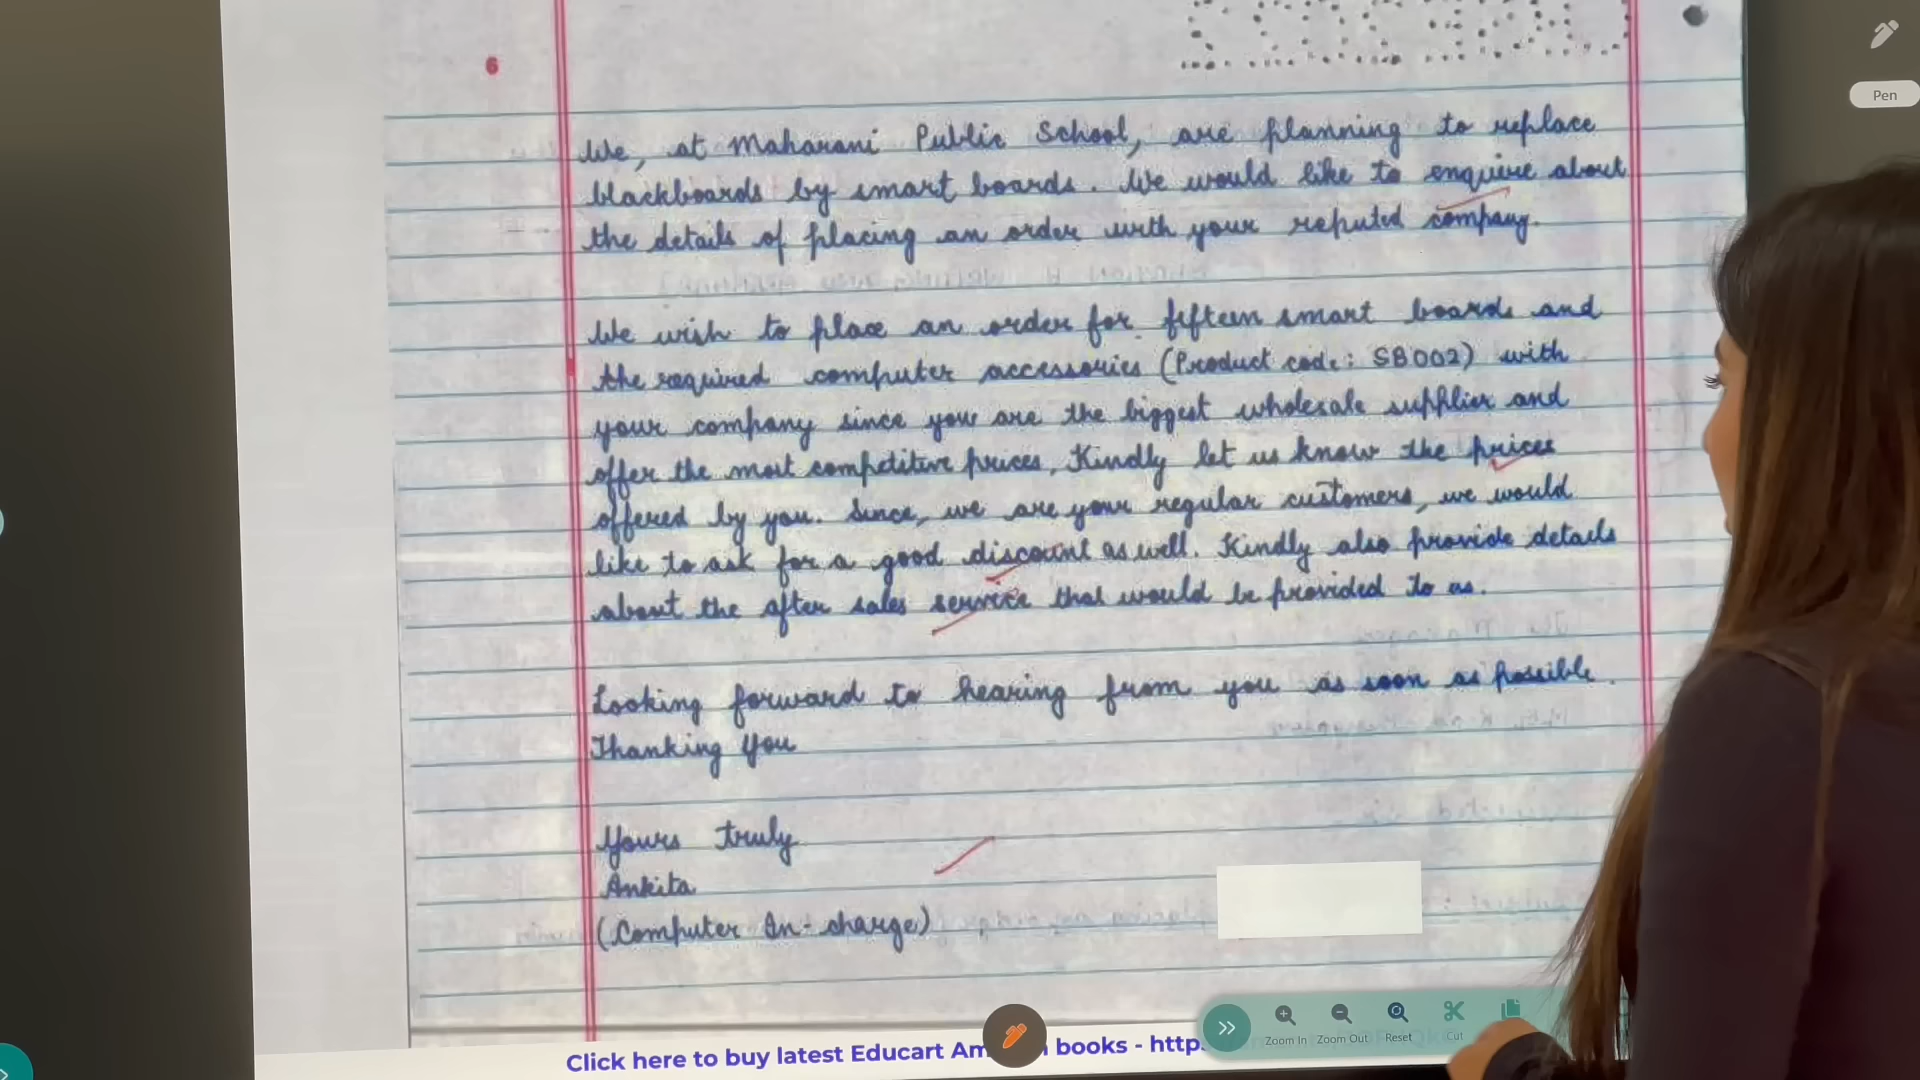 6
Pen
We, at Maharani Public School, are planning to replace
blackboards by smart boards. We would like to enquire about
the details of placing an order with your reputed company.
We wish to place an order for fifteen smart boards and
the required computer accessories (Product code: SB002) with
your company since you are the biggest wholesale supplier and
offer the most competitive prices. Kindly let us know the prices
offered by you. Since, we are your regular customers, we would
like to ask for a good discount as well. Kindly also provide details
about the after sales service that would be provided to us.
Looking forward to hearing from you as soon as possible.
Thanking You
Yours truly
Ankita
(Computer In-charge)
Zoom In Zoom Out Reset Cut
Click here to buy latest Educart Am books - http